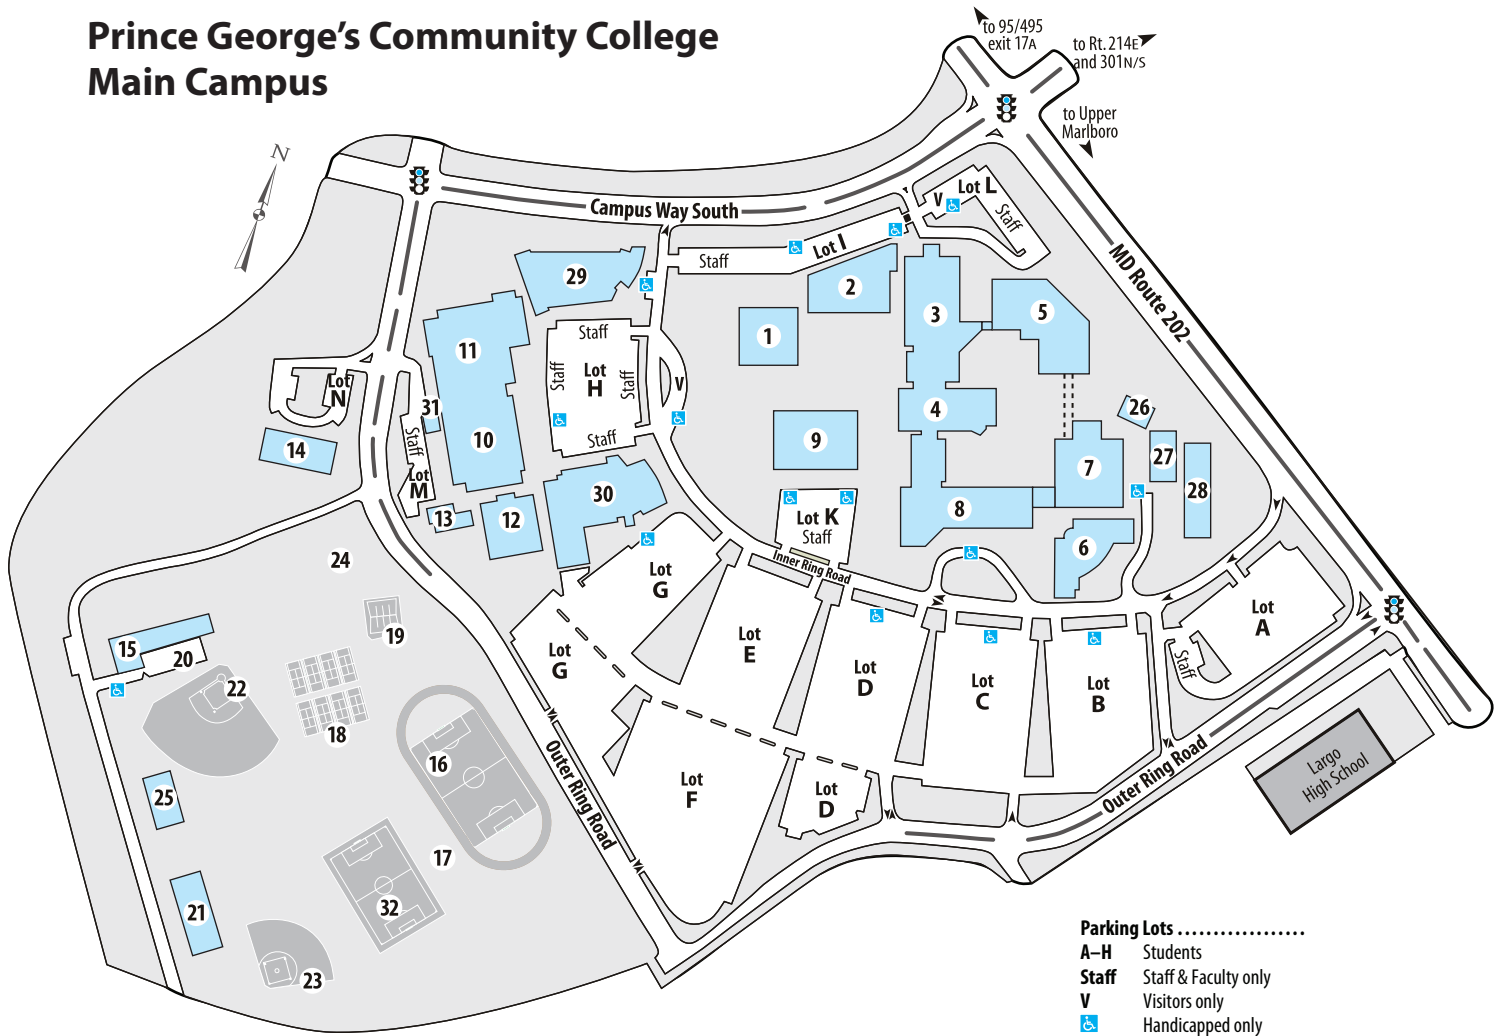 Prince George's Community College
Main Campus
to 95/495
exit 17A
to Rt. 214E
and 301N/S
to Upper
Marlboro
N
Campus Way South
MD Route 202
Lot L
V
Staff
Lot I
Staff
29
2
3
5
1
11
Staff
Staff
Lot
H
Staff
Staff
V
Lot
N
31
Staff
Lot
M
14
10
9
4
26
7
27
28
30
13
12
Lot K
Staff
8
6
Inner Ring Road
24
Lot
G
Lot
A
Staff
19
15
20
22
18
Lot
G
Lot
E
Lot
D
Lot
C
Lot
B
16
25
Outer Ring Road
Lot
F
Lot
D
Outer Ring Road
Largo
High School
17
32
21
23
Parking Lots ..................
A–H Students
Staff Staff & Faculty only
V Visitors only
Handicapped only